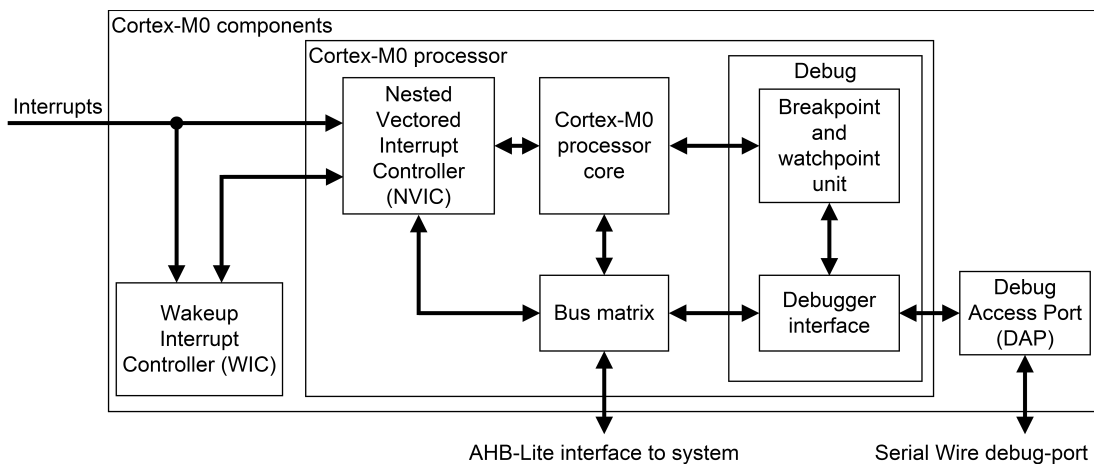 Cortex-M0 components
Cortex-M0 processor
Debug
Interrupts
Nested
Vectored
Interrupt
Controller
(NVIC)
Cortex-M0
processor
core
Breakpoint
and
watchpoint
unit
Wakeup
Interrupt
Controller (WIC)
Bus matrix
Debugger
interface
Debug
Access Port
(DAP)
AHB-Lite interface to system
Serial Wire debug-port